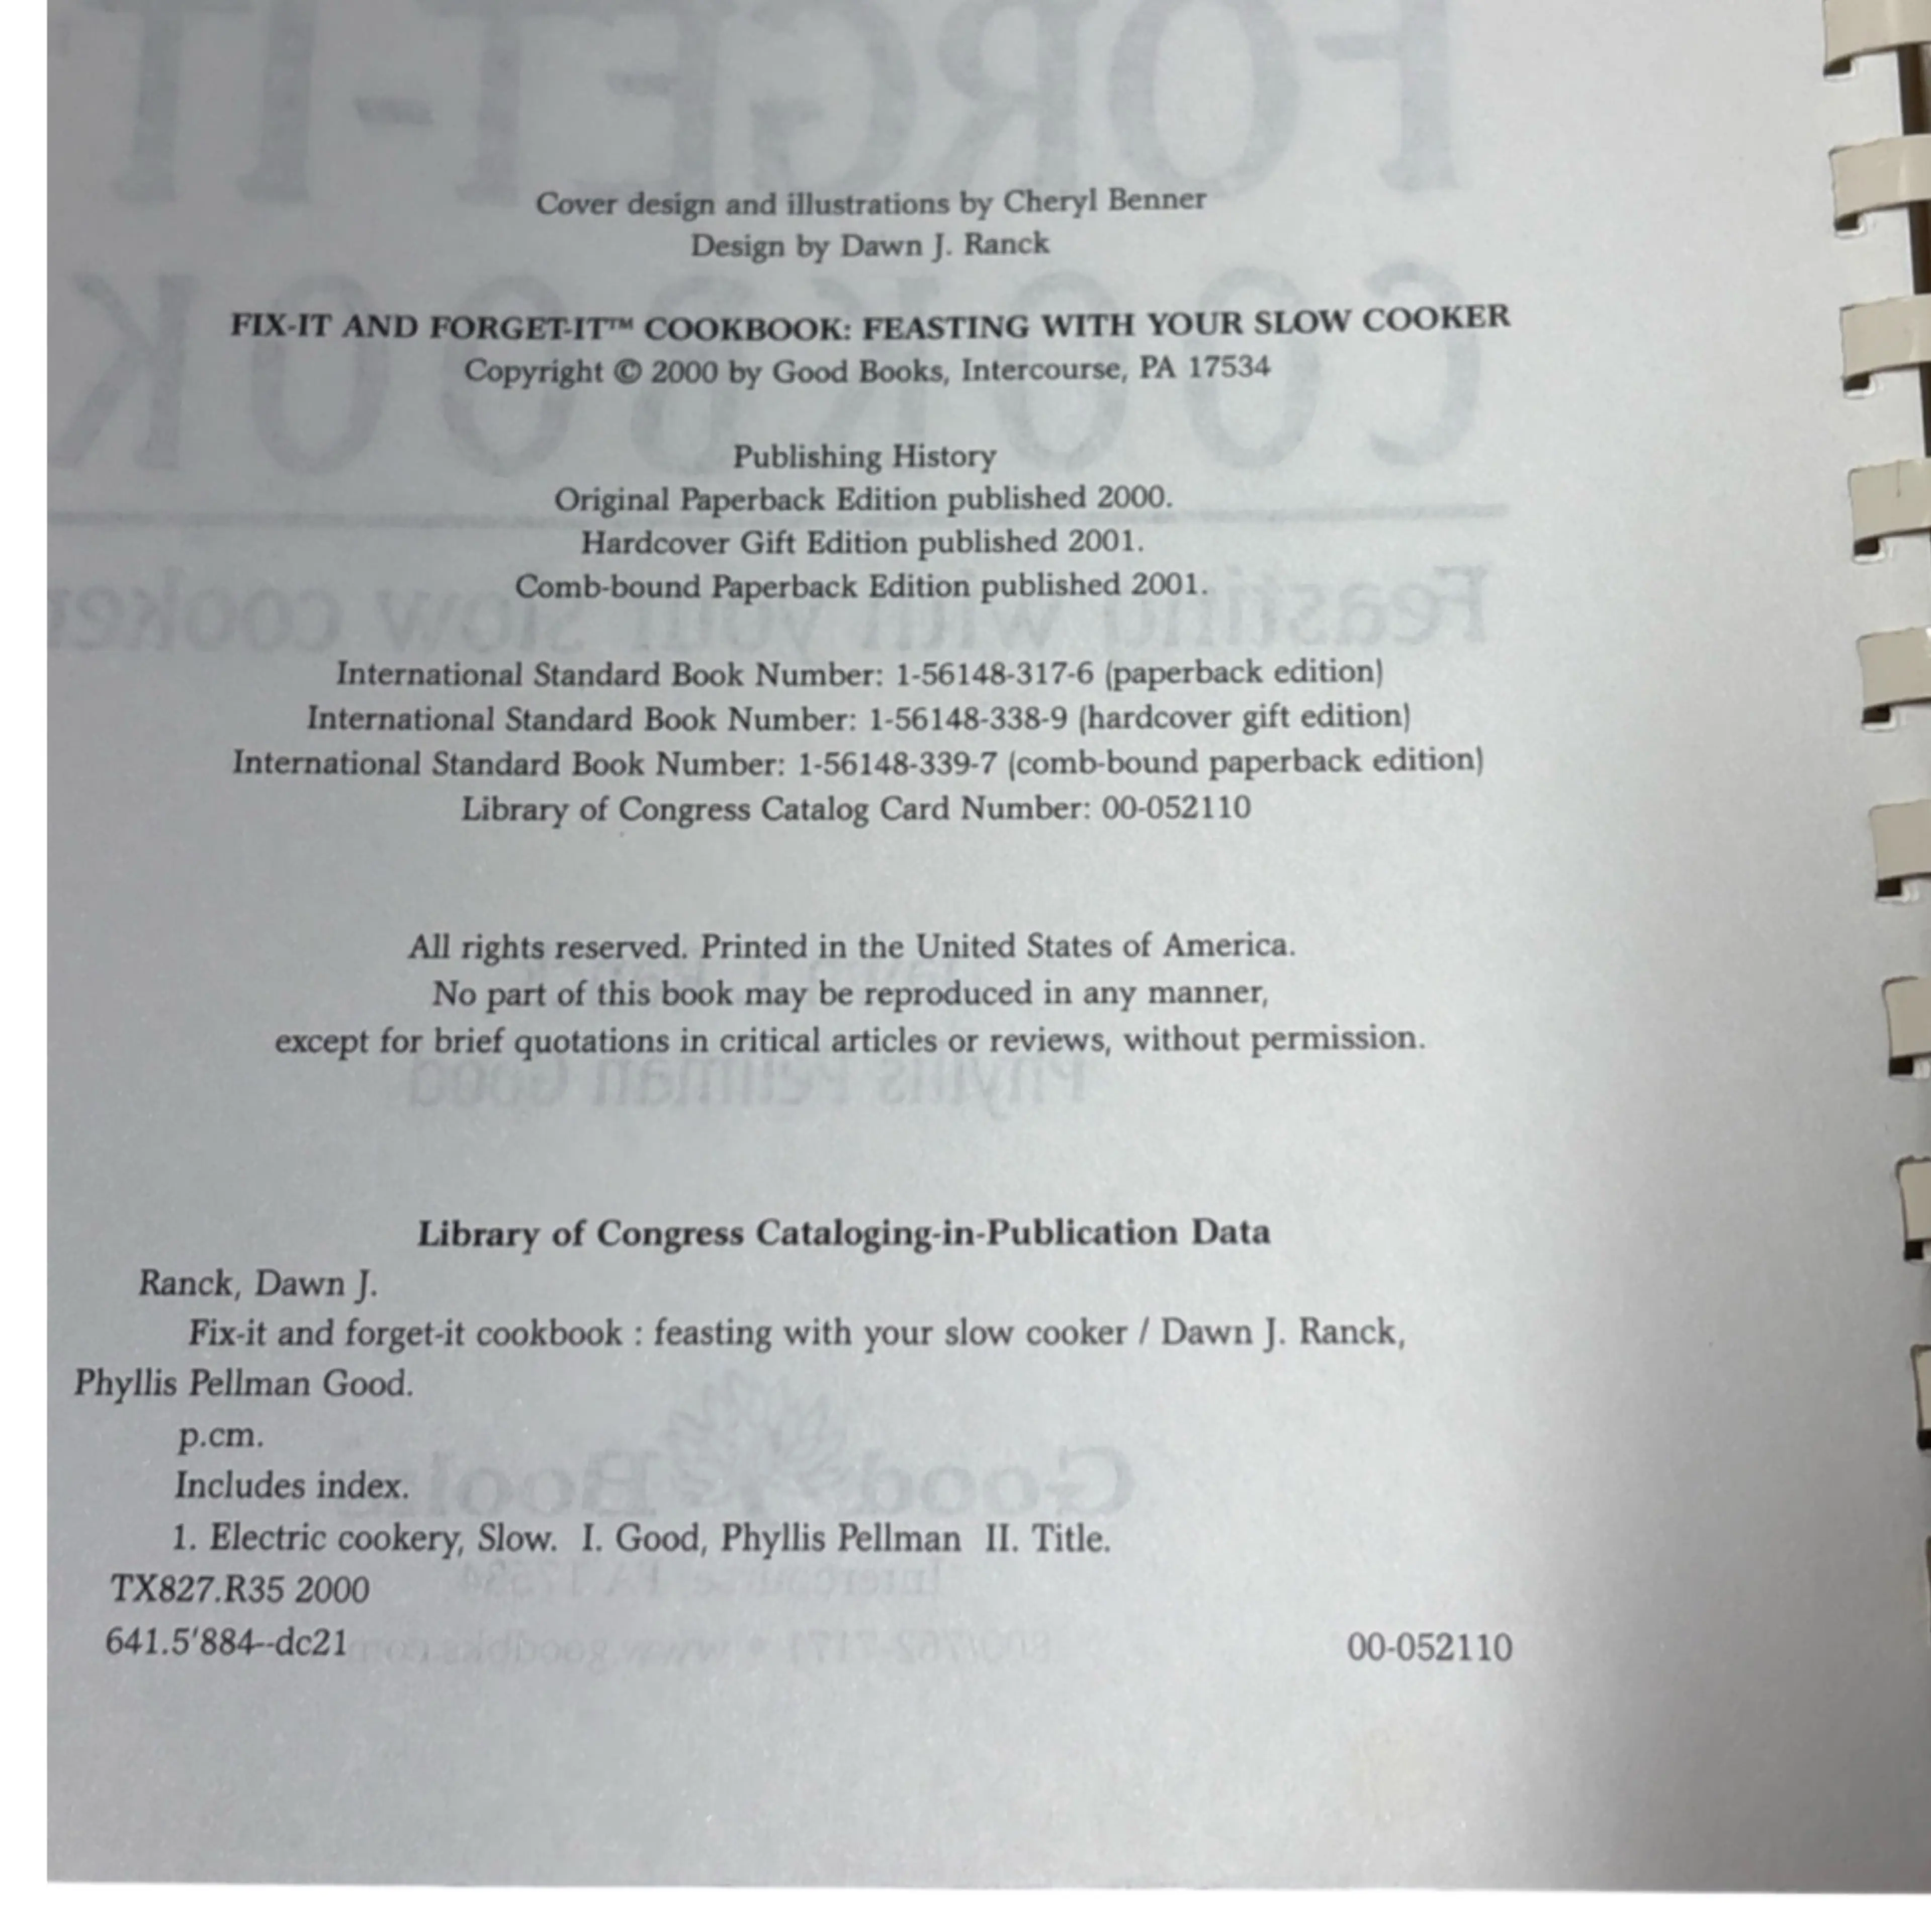 Cover design and illustrations by Cheryl Benner
Design by Dawn J. Ranck
FIX-IT AND FORGET-IT™ COOKBOOK: FEASTING WITH YOUR SLOW COOKER
Copyright © 2000 by Good Books, Intercourse, PA 17534
Publishing History
Original Paperback Edition published 2000.
Hardcover Gift Edition published 2001.
Comb-bound Paperback Edition published 2001.
International Standard Book Number: 1-56148-317-6 (paperback edition)
International Standard Book Number: 1-56148-338-9 (hardcover gift edition)
International Standard Book Number: 1-56148-339-7 (comb-bound paperback edition)
Library of Congress Catalog Card Number: 00-052110
All rights reserved. Printed in the United States of America.
No part of this book may be reproduced in any manner,
except for brief quotations in critical articles or reviews, without permission.
Library of Congress Cataloging-in-Publication Data
Ranck, Dawn J.
Fix-it and forget-it cookbook : feasting with your slow cooker / Dawn J. Ranck,
Phyllis Pellman Good.
p.cm.
Includes index.
1. Electric cookery, Slow. I. Good, Phyllis Pellman II. Title.
TX827.R35 2000
641.5'884--dc21 00-052110